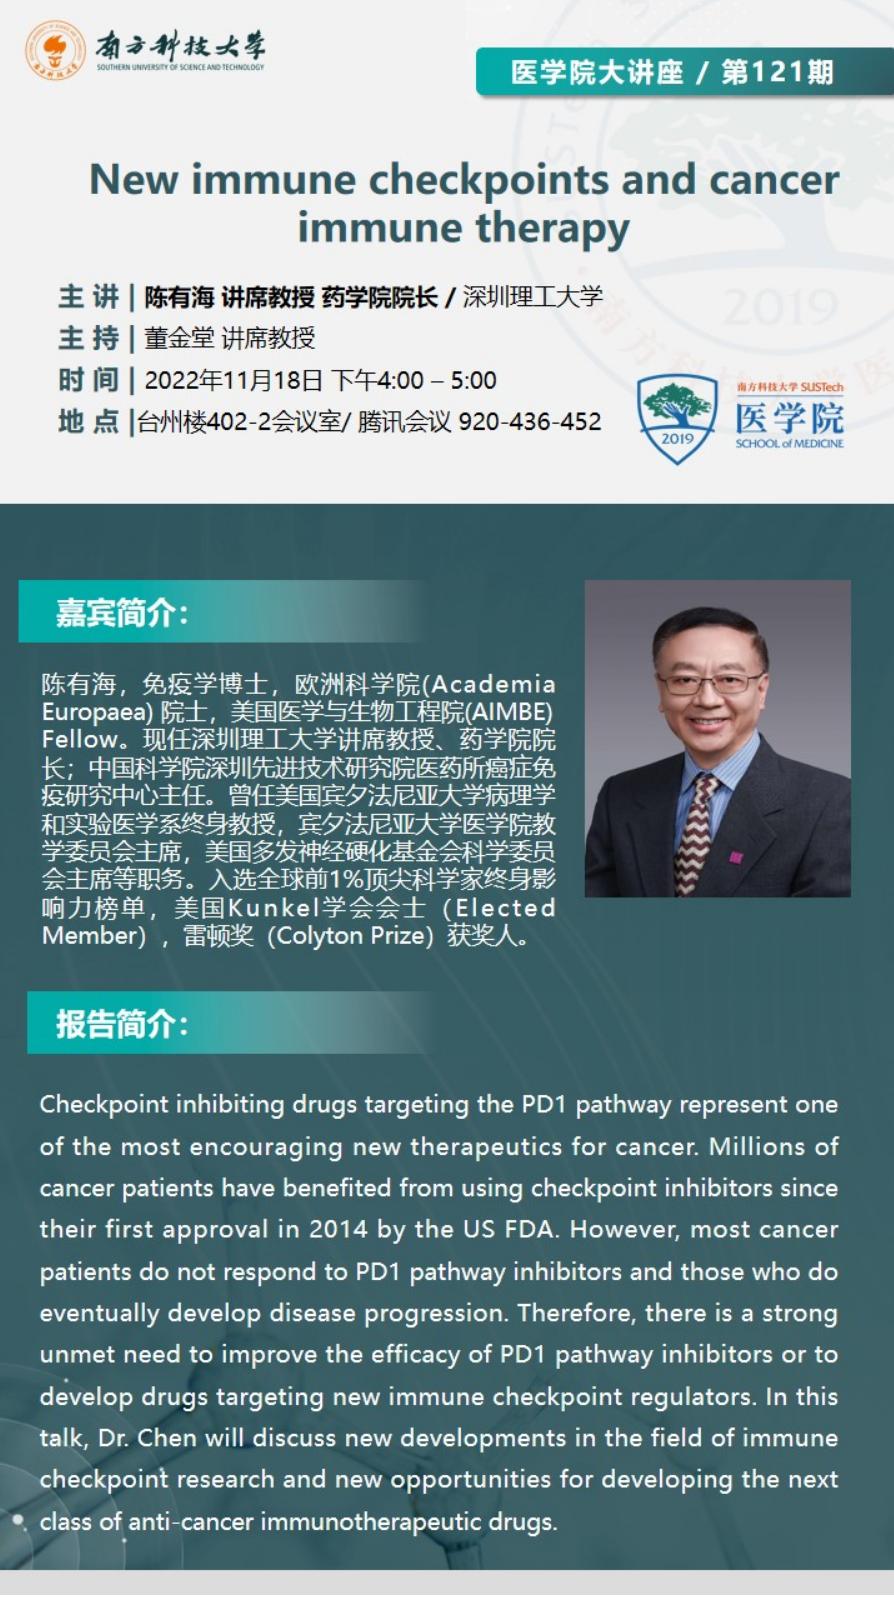 南方科技大学
SOUTHERN UNIVERSITY OF SCIENCE AND TECHNOLOGY
医学院大讲座 / 第121期
New immune checkpoints and cancer
immune therapy
主 讲 | 陈有海 讲席教授 药学院院长 / 深圳理工大学
主 持 | 董金堂 讲席教授
时 间 | 2022年11月18日 下午4:00 – 5:00
地 点 |台州楼402-2会议室/ 腾讯会议 920-436-452
2019
2019
南方科技大学 SUSTech
医学院
SCHOOL of MEDICINE
嘉宾简介：
陈有海，免疫学博士，欧洲科学院(Academia
Europaea) 院士，美国医学与生物工程院(AIMBE)
Fellow。现任深圳理工大学讲席教授、药学院院
长；中国科学院深圳先进技术研究院医药所癌症免
疫研究中心主任。曾任美国宾夕法尼亚大学病理学
和实验医学系终身教授，宾夕法尼亚大学医学院教
学委员会主席，美国多发神经硬化基金会科学委员
会主席等职务。入选全球前1%顶尖科学家终身影
响力榜单，美国Kunkel学会会士（Elected
Member），雷顿奖（Colyton Prize）获奖人。
报告简介：
Checkpoint inhibiting drugs targeting the PD1 pathway represent one
of the most encouraging new therapeutics for cancer. Millions of
cancer patients have benefited from using checkpoint inhibitors since
their first approval in 2014 by the US FDA. However, most cancer
patients do not respond to PD1 pathway inhibitors and those who do
eventually develop disease progression. Therefore, there is a strong
unmet need to improve the efficacy of PD1 pathway inhibitors or to
develop drugs targeting new immune checkpoint regulators. In this
talk, Dr. Chen will discuss new developments in the field of immune
checkpoint research and new opportunities for developing the next
class of anti-cancer immunotherapeutic drugs.